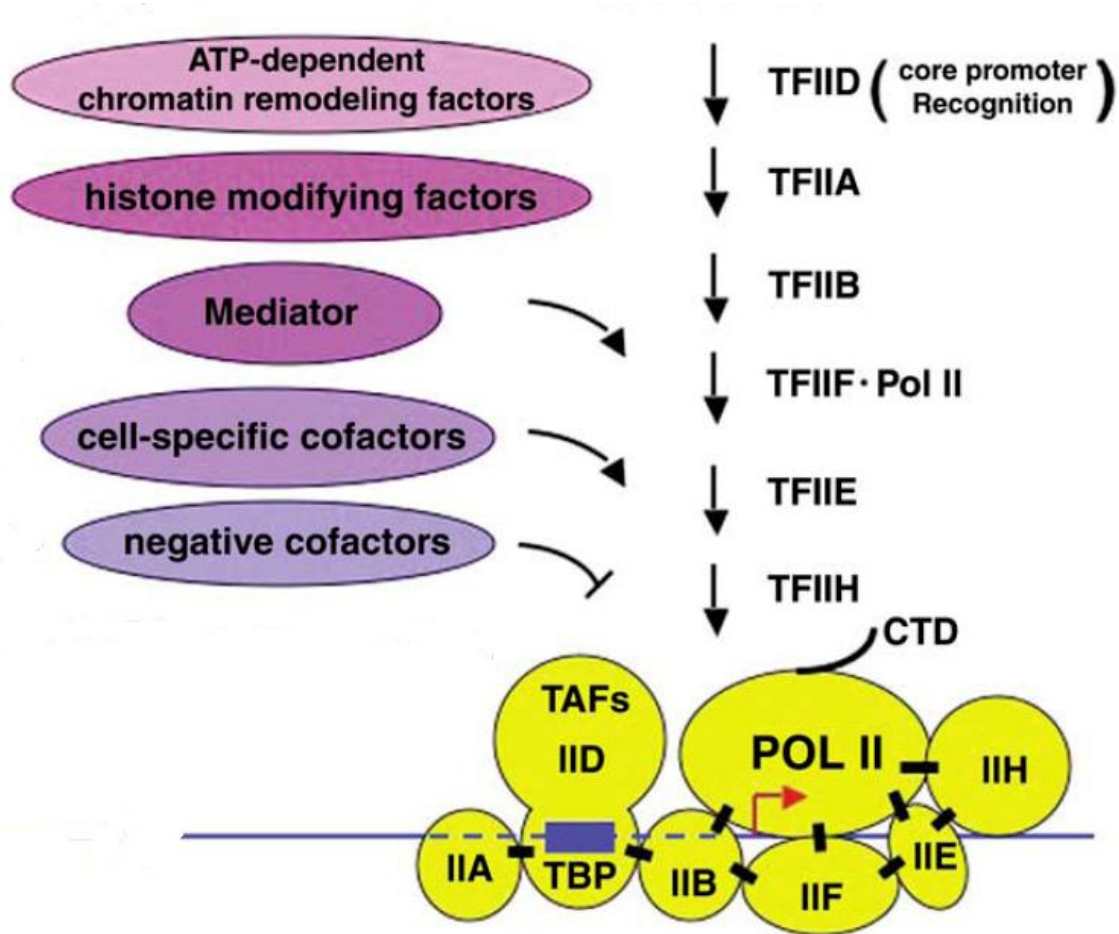 ATP-dependent
chromatin remodeling factors
histone modifying factors
Mediator
cell-specific cofactors
negative cofactors
TFIID (core promoter
Recognition)
TFIIA
TFIIB
TFIIF · Pol II
TFIIE
TFIIH
CTD
TAFs
IID
POL II
IIH
IIA
TBP
IIB
IIF
IIE